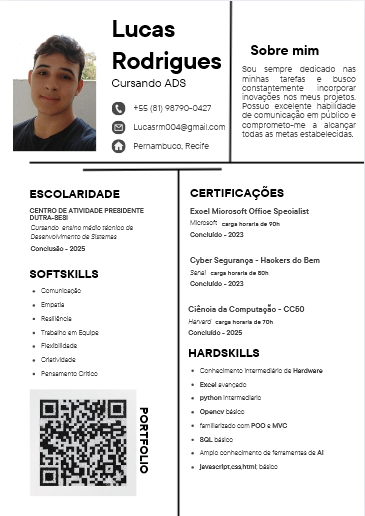 Lucas
Rodrigues
Cursando ADS
+55 (81) 98790-0427
Lucasrm004@gmail.com
Pernambuco, Recife
Sobre mim
Sou sempre dedicado nas
minhas tarefas e busco
constantemente incorporar
inovações nos meus projetos.
Possuo excelente habilidade
de comunicação em público e
comprometo-me a alcançar
todas as metas estabelecidas.
ESCOLARIDADE
CENTRO DE ATIVIDADE PRESIDENTE
DUTRA-SESI
Cursando ensino médio técnico de
Desenvolvimento de Sistemas
Conclusão - 2025
SOFTSKILLS
Comunicação
Empatia
Resiliência
Trabalho em Equipe
Flexibilidade
Criatividade
Pensamento Crítico
PORTFOLIO
CERTIFICAÇÕES
Excel Microsoft Office Specialist
Microsoft carga horaria de 90h
Concluído - 2023
Cyber Segurança - Hackers do Bem
Senai carga horaria de 80h
Concluído - 2023
Ciência da Computação - CC50
Harvard carga horaria de 70h
Concluído - 2025
HARDSKILLS
Conhecimento intermediário de Hardware
Excel avançado
python intermediario
Opencv básico
familiarizado com POO e MVC
SQL básico
Amplo conhecimento de ferramentas de AI
javascript,css,html; básico